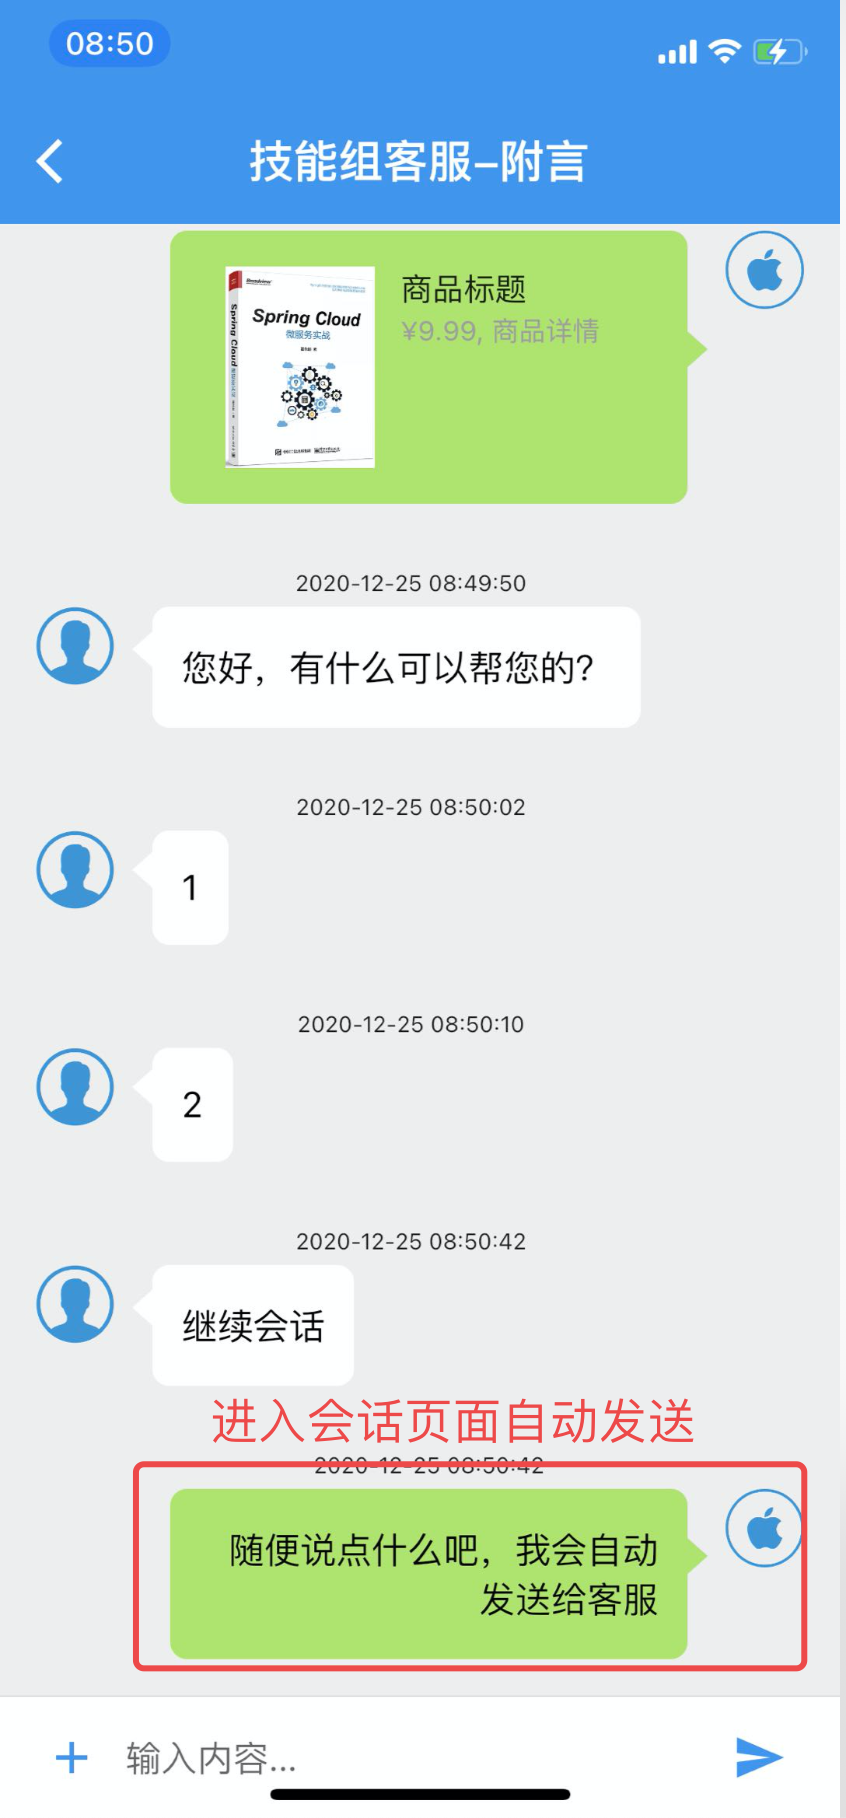 08:50
技能组客服-附言
Spring Cloud
Spring Cloud
微服务实战
商品标题
¥9.99, 商品详情
2020-12-25 08:49:50
您好，有什么可以帮您的?
2020-12-25 08:50:02
1
2020-12-25 08:50:10
2
2020-12-25 08:50:42
继续会话
进入会话页面自动发送
2020-12-25 08:50:42
随便说点什么吧，我会自动
发送给客服
输入内容...